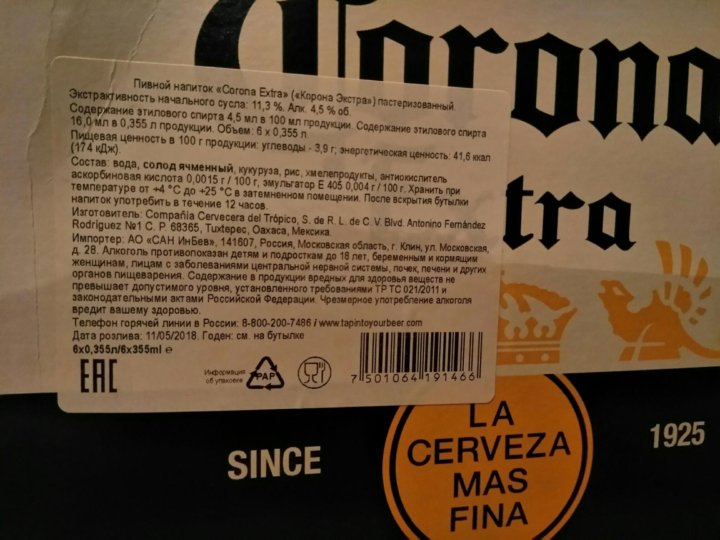 Corona
Extra
Пивной напиток «Corona Extra» («Корона Экстра») пастеризованный.
Экстрактивность начального сусла: 11,3 %. Алк. 4,5 % об.
Содержание этилового спирта 4,5 мл в 100 мл продукции. Содержание этилового спирта
16,0 мл в 0,355 л продукции. Объем: 6 х 0,355 л.
Пищевая ценность в 100 г продукции: углеводы - 3,9 г; энергетическая ценность: 41,6 ккал
(174 кДж).
Состав: вода, солод ячменный, кукуруза, рис, хмелепродукты, антиокислитель
аскорбиновая кислота 0,0015 г / 100 г, эмульгатор Е 405 0,004 г / 100 г. Хранить при
температуре от +4 °С до +25 °С в затемненном помещении. После вскрытия бутылки
напиток употребить в течение 12 часов.
Изготовитель: Compañia Cervecera del Trópico, S. de R. L. de C. V. Blvd. Antonino Fernández
Rodríguez №1 C. P. 68365, Tuxtepec, Oaxaca, Мексика.
Импортер: АО «САН ИнБев», 141607, Россия, Московская область, г. Клин, ул. Московская,
д. 28. Алкоголь противопоказан детям и подросткам до 18 лет, беременным и кормящим
женщинам, лицам с заболеваниями центральной нервной системы, почек, печени и других
органов пищеварения. Содержание в продукции вредных для здоровья веществ не
превышает допустимого уровня, установленного требованиями ТР ТС 021/2011 и
законодательными актами Российской Федерации. Чрезмерное употребление алкоголя
вредит вашему здоровью.
Телефон горячей линии в России: 8-800-200-7486 / www.tapintoyourbeer.com
Дата розлива: 11/05/2018. Годен: см. на бутылке
6х0,355л/6x355ml e
EAC
Информация
об упаковке
PAP
7 501064 191466
SINCE
1925
LA
CERVEZA
MAS
FINA